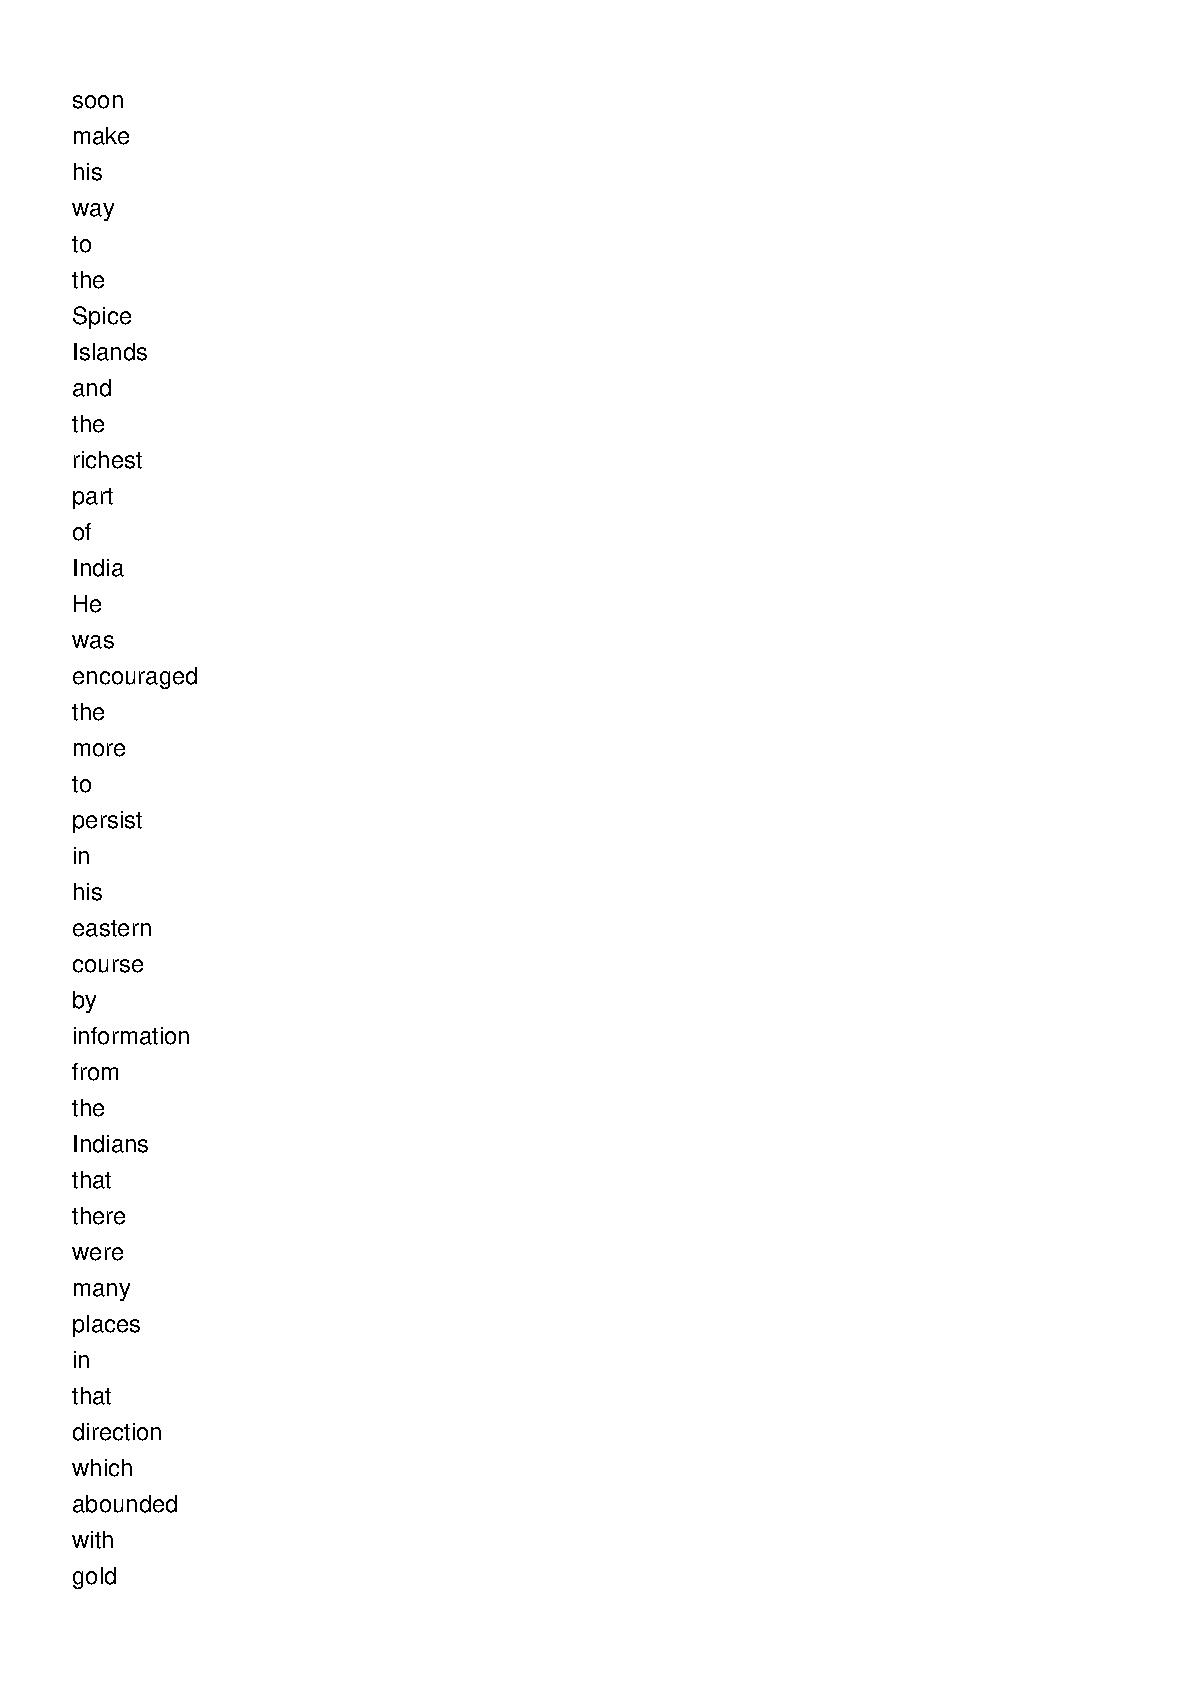 soon
make
his
way
to
the
Spice
Islands
and
the
richest
part
of
India
He
was
encouraged
the
more
to
persist
in
his
eastern
course
by
information
from
the
Indians
that
there
were
many
places
in
that
direction
which
abounded
with
gold